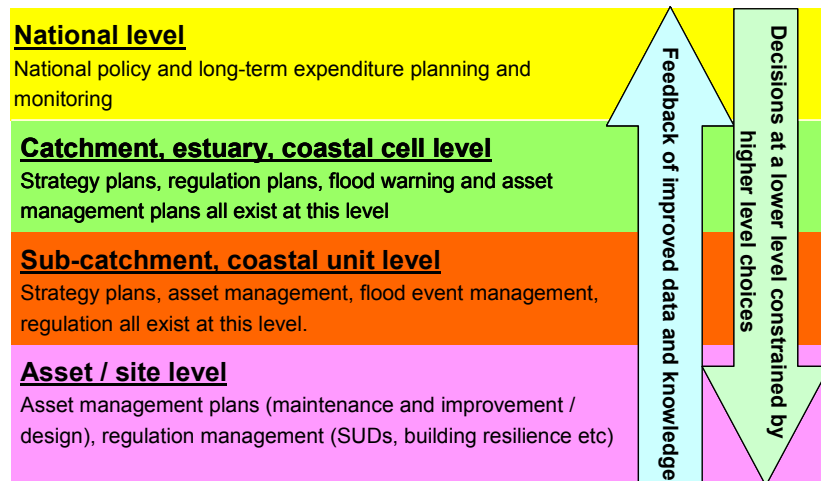 National level
National policy and long-term expenditure planning and
monitoring
Catchment, estuary, coastal cell level
Strategy plans, regulation plans, flood warning and asset
management plans all exist at this level
Sub-catchment, coastal unit level
Strategy plans, asset management, flood event management,
regulation all exist at this level.
Asset / site level
Asset management plans (maintenance and improvement /
design), regulation management (SUDs, building resilience etc)
Feedback of improved data and knowledge
Decisions at a lower level constrained by
higher level choices